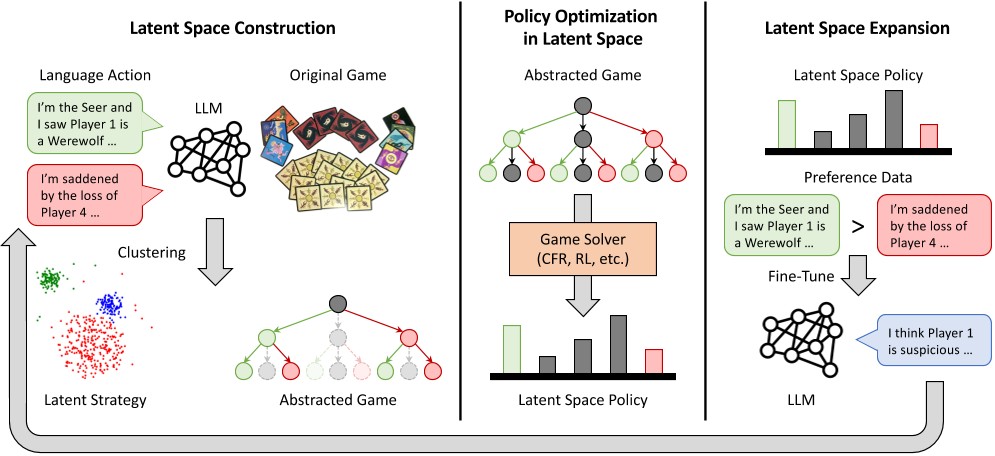 Latent Space Construction
Language Action
Original Game
I'm the Seer and
I saw Player 1 is
a Werewolf ...
LLM
I'm saddened
by the loss of
Player 4 ...
Clustering
Latent Strategy
Abstracted Game
Policy Optimization
in Latent Space
Abstracted Game
Game Solver
(CFR, RL, etc.)
Latent Space Policy
Latent Space Expansion
Latent Space Policy
Preference Data
I'm the Seer and
I saw Player 1 is
a Werewolf ...
>
I'm saddened
by the loss of
Player 4 ...
Fine-Tune
I think Player 1
is suspicious ...
LLM